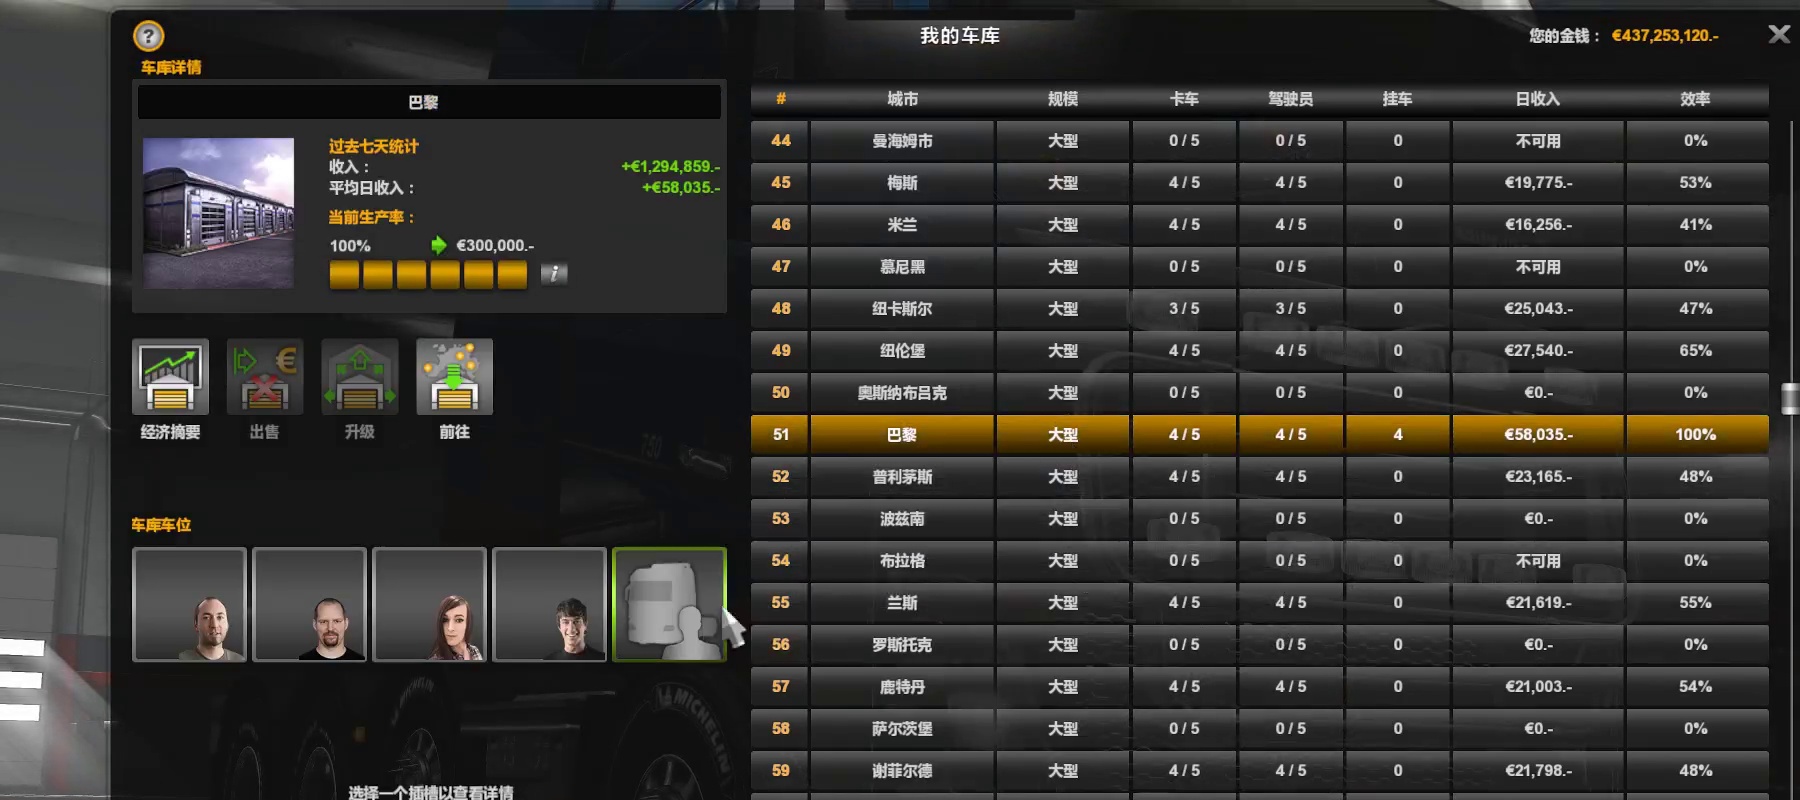 我的车库
您的金钱： €437,253,120.-
?
车库详情
巴黎
过去七天统计
收入： +€1,294,859.-
平均日收入： +€58,035.-
当前生产率：
100% €300,000.-
i
经济摘要 出售 升级 前往
车库车位
选择一个插槽以查看详情
# 城市 规模 卡车 驾驶员 挂车 日收入 效率
44 曼海姆市 大型 0 / 5 0 / 5 0 不可用 0%
45 梅斯 大型 4 / 5 4 / 5 0 €19,775.- 53%
46 米兰 大型 4 / 5 4 / 5 0 €16,256.- 41%
47 慕尼黑 大型 0 / 5 0 / 5 0 不可用 0%
48 纽卡斯尔 大型 3 / 5 3 / 5 0 €25,043.- 47%
49 纽伦堡 大型 4 / 5 4 / 5 0 €27,540.- 65%
50 奥斯纳布吕克 大型 0 / 5 0 / 5 0 €0.- 0%
51 巴黎 大型 4 / 5 4 / 5 4 €58,035.- 100%
52 普利茅斯 大型 4 / 5 4 / 5 0 €23,165.- 48%
53 波兹南 大型 0 / 5 0 / 5 0 €0.- 0%
54 布拉格 大型 0 / 5 0 / 5 0 不可用 0%
55 兰斯 大型 4 / 5 4 / 5 0 €21,619.- 55%
56 罗斯托克 大型 0 / 5 0 / 5 0 €0.- 0%
57 鹿特丹 大型 4 / 5 4 / 5 0 €21,003.- 54%
58 萨尔茨堡 大型 0 / 5 0 / 5 0 €0.- 0%
59 谢菲尔德 大型 4 / 5 4 / 5 0 €21,798.- 48%
750
MICHELIN
MICHELIN